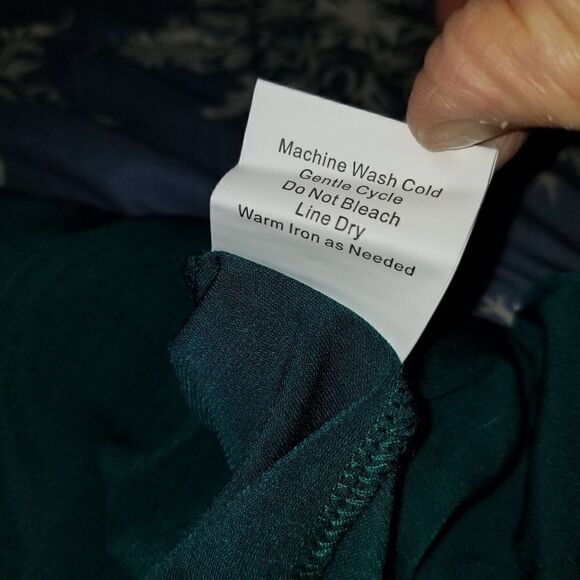 Machine Wash Cold
Gentle Cycle
Do Not Bleach
Line Dry
Warm Iron as Needed